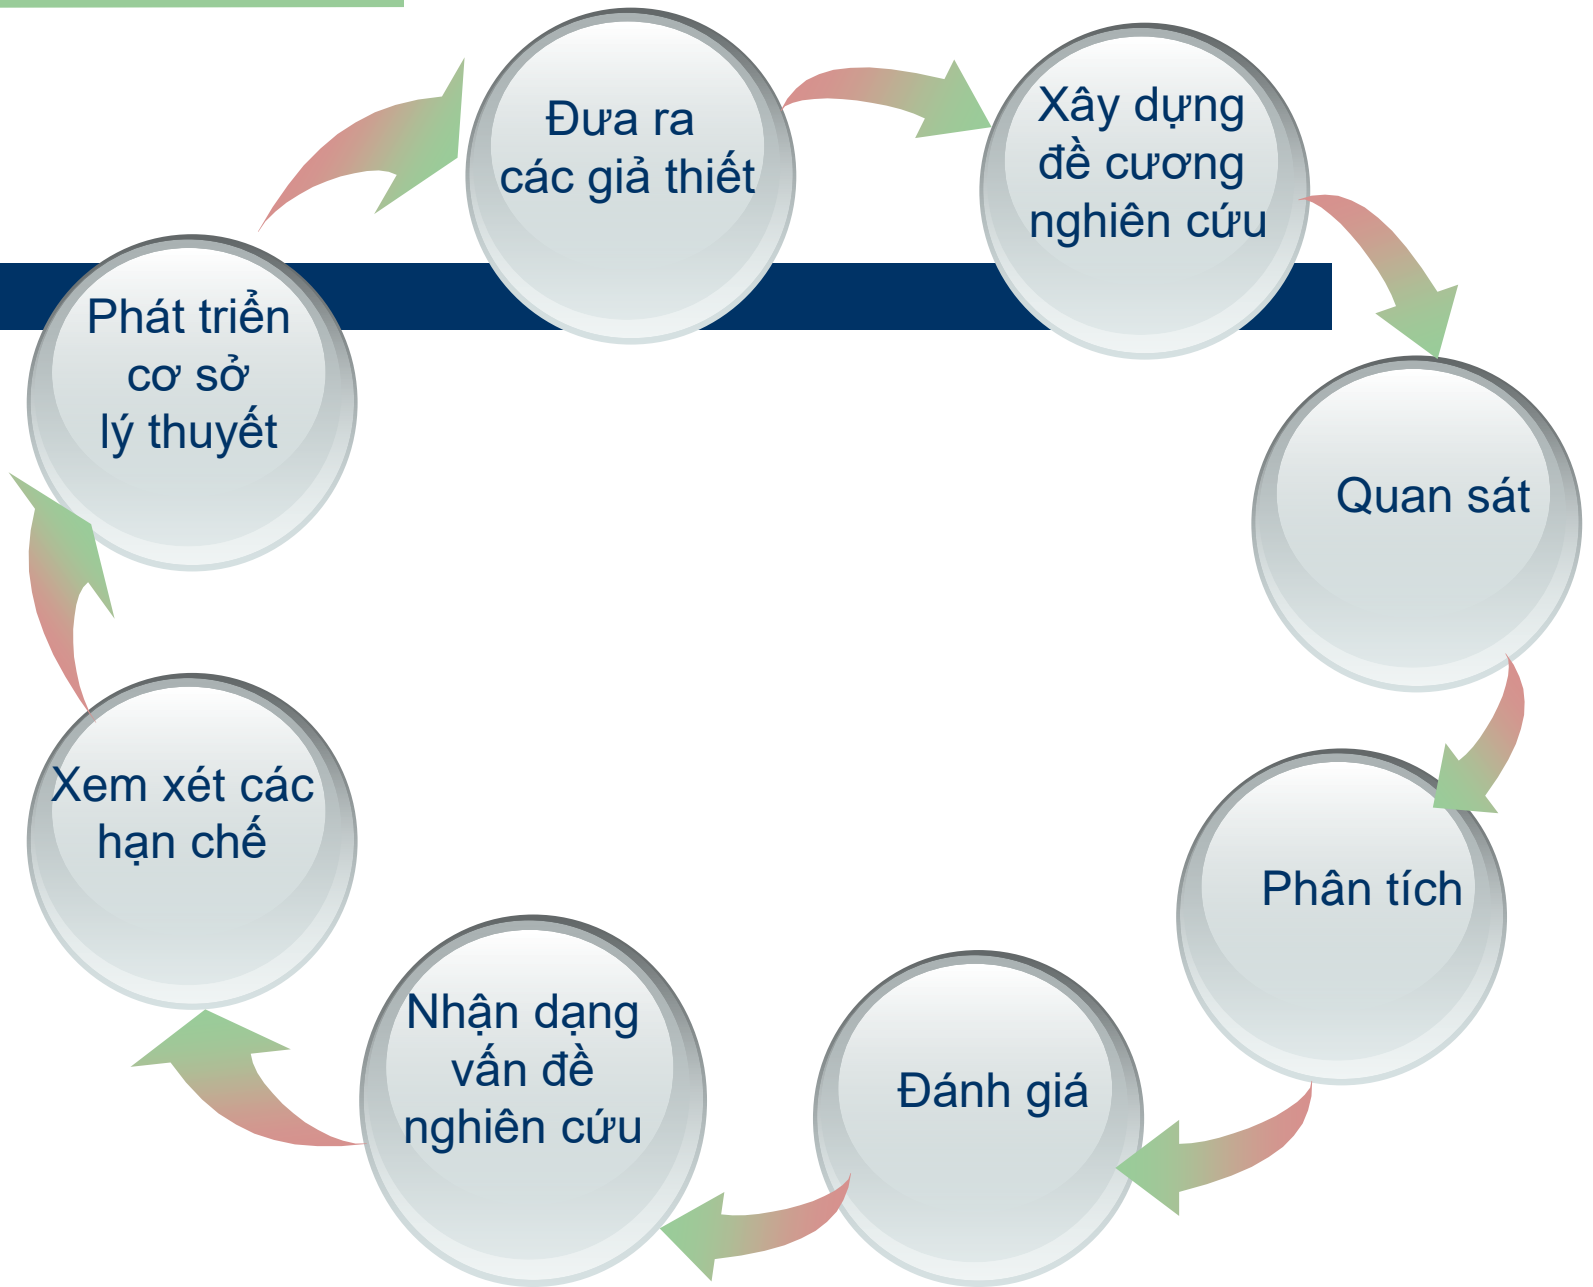 Đưa ra
các giả thiết
Xây dựng
đề cương
nghiên cứu
Quan sát
Phân tích
Đánh giá
Nhận dạng
vấn đề
nghiên cứu
Xem xét các
hạn chế
Phát triển
cơ sở
lý thuyết